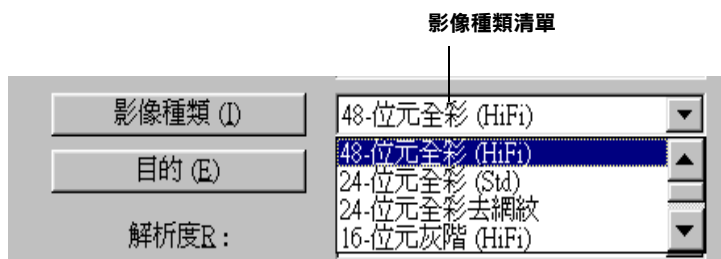 影像種類清單
影像種類 (I)
48-位元全彩 (HiFi)
48-位元全彩 (HiFi)
目的 (E)
24-位元全彩 (Std)
24-位元全彩去網紋
解析度R :
16-位元灰階 (HiFi)